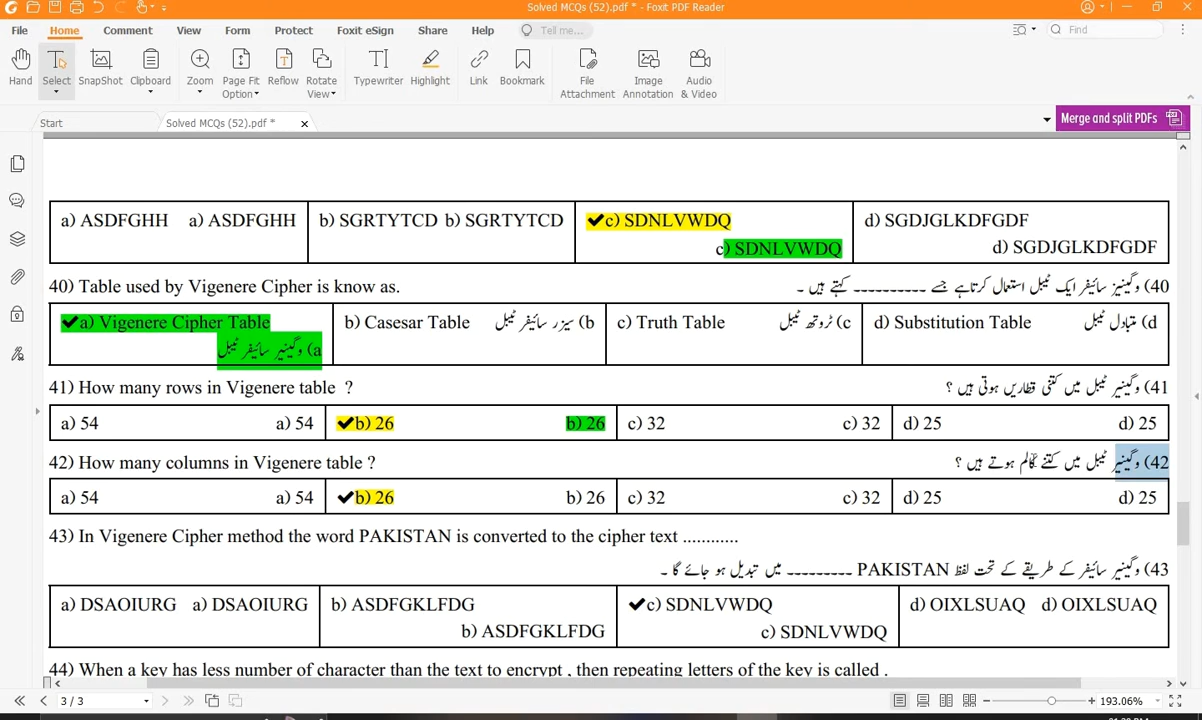 Solved MCQs (52).pdf * - Foxit PDF Reader
File Home Comment View Form Protect Foxit eSign Share Help Tell me... Find
Hand Select SnapShot Clipboard Zoom Page Fit Option Reflow Rotate View Typewriter Highlight Link Bookmark File Attachment Image Annotation Audio & Video
Start Solved MCQs (52).pdf * Merge and split PDFs
a) ASDFGHH a) ASDFGHH b) SGRTYTCD b) SGRTYTCD ✔c) SDNLVWDQ d) SGDJGLKDFGDF
c) SDNLVWDQ d) SGDJGLKDFGDF
40) Table used by Vigenere Cipher is know as. 40) وگینیز سائیفر ایک ٹیبل استعمال کرتاہے جسے ---------- کہتے ہیں ۔
✔a) Vigenere Cipher Table b) Casesar Table b) سیزر سائیفر ٹیبل c) Truth Table c) ٹروتھ ٹیبل d) Substitution Table d) متبادل ٹیبل
a) وگینیر سائیفر ٹیبل
41) How many rows in Vigenere table ? 41) وگینیر ٹیبل میں کتنی قطاریں ہوتی ہیں ؟
a) 54 a) 54 ✔b) 26 b) 26 c) 32 c) 32 d) 25 d) 25
42) How many columns in Vigenere table ? 42) وگینیر ٹیبل میں کتنے کالم ہوتے ہیں ؟
a) 54 a) 54 ✔b) 26 b) 26 c) 32 c) 32 d) 25 d) 25
43) In Vigenere Cipher method the word PAKISTAN is converted to the cipher text ............
43) وگینیر سائیفر کے طریقے کے تحت لفظ PAKISTAN --------- میں تبدیل ہو جائے گا ۔
a) DSAOIURG a) DSAOIURG b) ASDFGKLFDG ✔c) SDNLVWDQ d) OIXLSUAQ d) OIXLSUAQ
b) ASDFGKLFDG c) SDNLVWDQ
44) When a key has less number of character than the text to encrypt , then repeating letters of the key is called .
3 / 3 193.06%